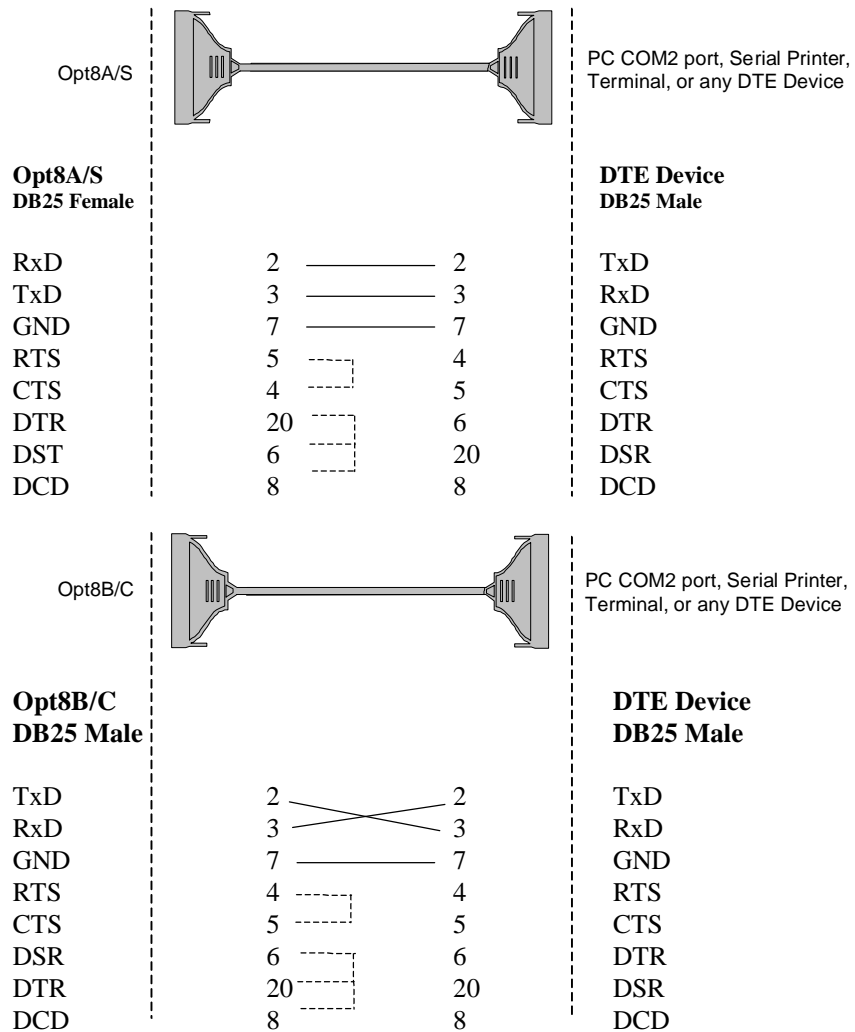 Opt8A/S
PC COM2 port, Serial Printer,
Terminal, or any DTE Device
Opt8A/S DTE Device
DB25 Female DB25 Male
RxD 2 2 TxD
TxD 3 3 RxD
GND 7 7 GND
RTS 5 4 RTS
CTS 4 5 CTS
DTR 20 6 DTR
DST 6 20 DSR
DCD 8 8 DCD
Opt8B/C
PC COM2 port, Serial Printer,
Terminal, or any DTE Device
Opt8B/C DTE Device
DB25 Male DB25 Male
TxD 2 2 TxD
RxD 3 3 RxD
GND 7 7 GND
RTS 4 4 RTS
CTS 5 5 CTS
DSR 6 6 DTR
DTR 20 20 DSR
DCD 8 8 DCD